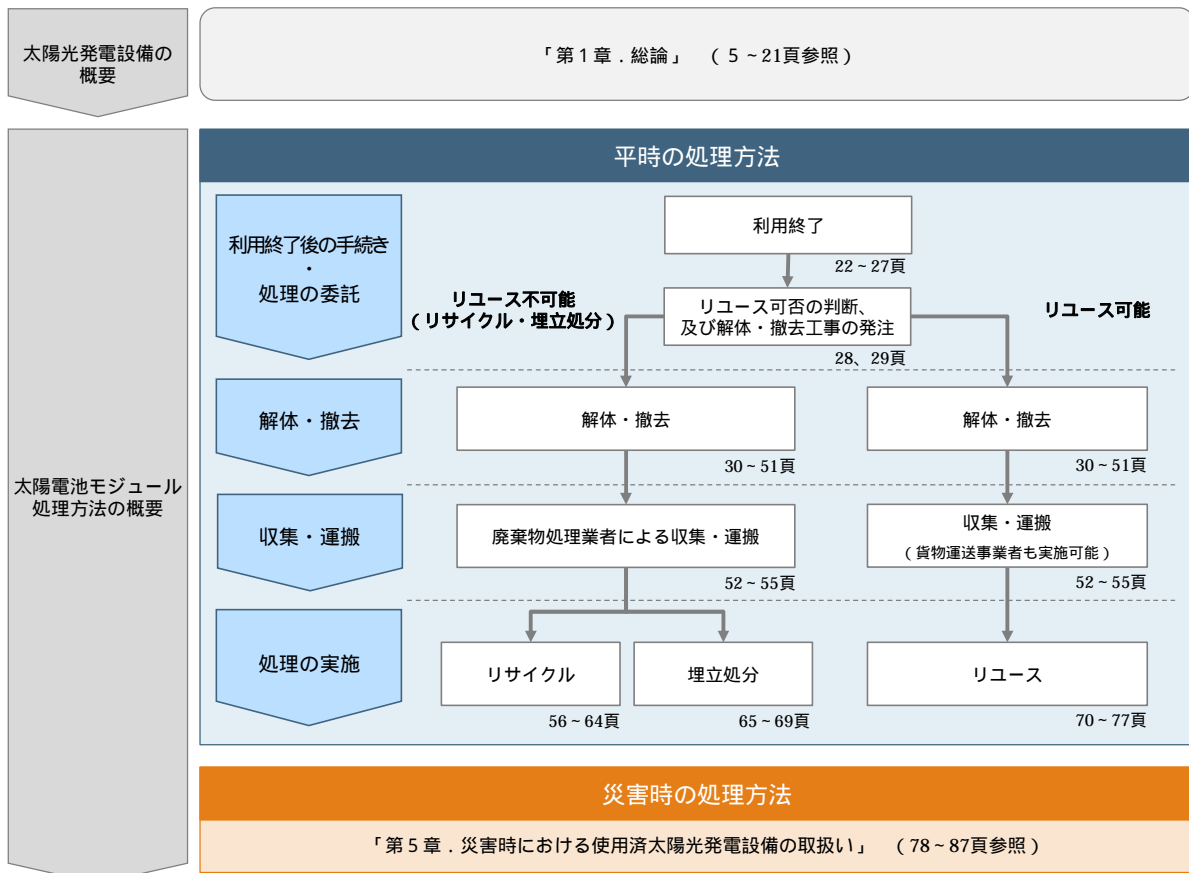 太陽光発電設備の
概要
「第1章.総論」 (5~21頁参照)
太陽電池モジュール
処理方法の概要
平時の処理方法
利用終了後の手続き
・
処理の委託
利用終了
22~27頁
リユース不可能
(リサイクル・埋立処分)
リユース可否の判断、
及び解体・撤去工事の発注
リユース可能
28、29頁
解体・撤去
解体・撤去
解体・撤去
30~51頁
30~51頁
収集・運搬
廃棄物処理業者による収集・運搬
収集・運搬
(貨物運送事業者も実施可能)
52~55頁
52~55頁
処理の実施
リサイクル
埋立処分
リユース
56~64頁
65~69頁
70~77頁
災害時の処理方法
「第5章.災害時における使用済太陽光発電設備の取扱い」 (78~87頁参照)